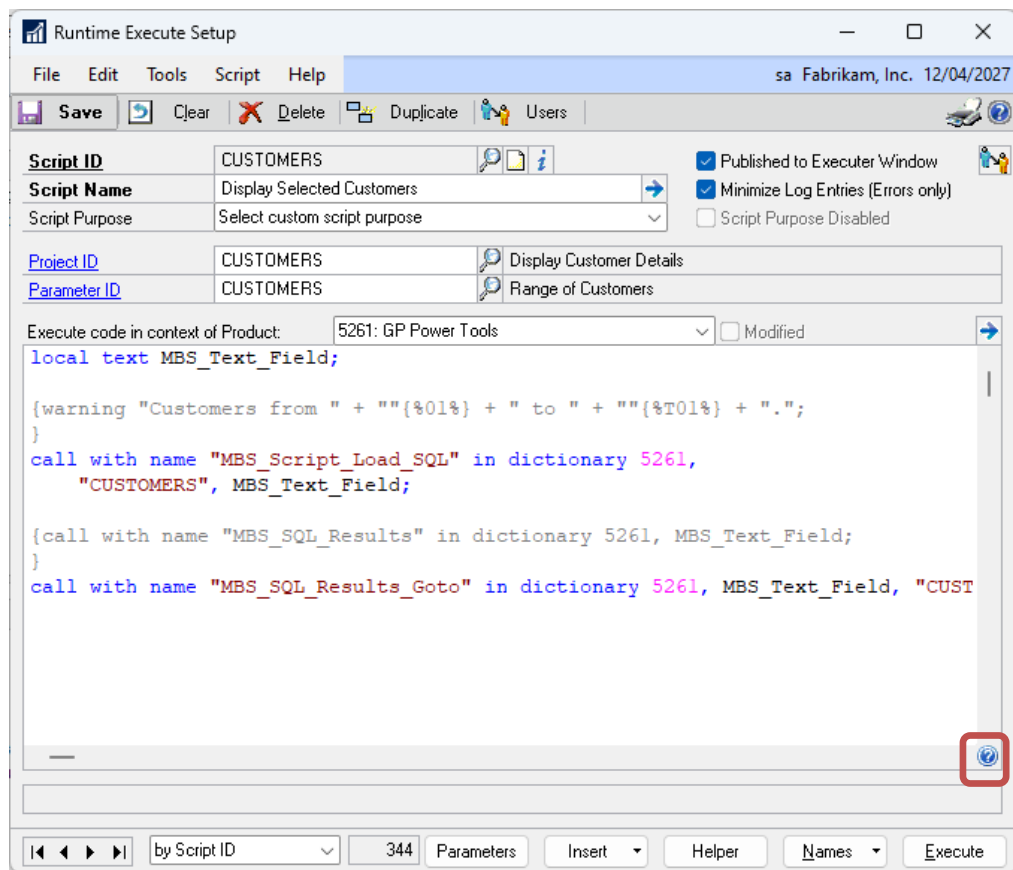 Runtime Execute Setup
File Edit Tools Script Help sa Fabrikam, Inc. 12/04/2027
Save Clear Delete Duplicate Users
Script ID CUSTOMERS Published to Executer Window
Script Name Display Selected Customers Minimize Log Entries (Errors only)
Script Purpose Select custom script purpose Script Purpose Disabled
Project ID CUSTOMERS Display Customer Details
Parameter ID CUSTOMERS Range of Customers
Execute code in context of Product: 5261: GP Power Tools Modified
local text MBS_Text_Field;
{warning "Customers from " + ""{%01%} + " to " + ""{%T01%} + ".";
}
call with name "MBS_Script_Load_SQL" in dictionary 5261,
"CUSTOMERS", MBS_Text_Field;
{call with name "MBS_SQL_Results" in dictionary 5261, MBS_Text_Field;
}
call with name "MBS_SQL_Results_Goto" in dictionary 5261, MBS_Text_Field, "CUST
by Script ID 344 Parameters Insert Helper Names Execute